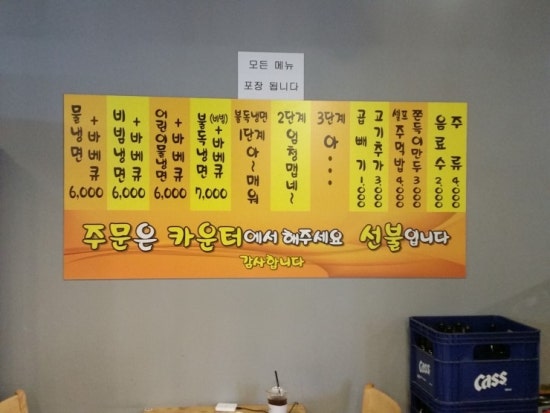 모든 메뉴
포장 됩니다
물냉면 + 바베큐 6,000
비빔냉면 + 바베큐 6,000
어린이물냉면 + 바베큐 6,000
불독냉면 (비빔) + 바베큐 7,000
불독냉면 1단계 아~매워
2단계 엄청맵네~
3단계 아...
곱빼기 1000
고기추가 3000
셀프주먹밥 4000
쫀득이만두 3000
음료수 2000
주류 4000
주문은 카운터에서 해주세요 선불입니다
감사합니다
Cass
Cass